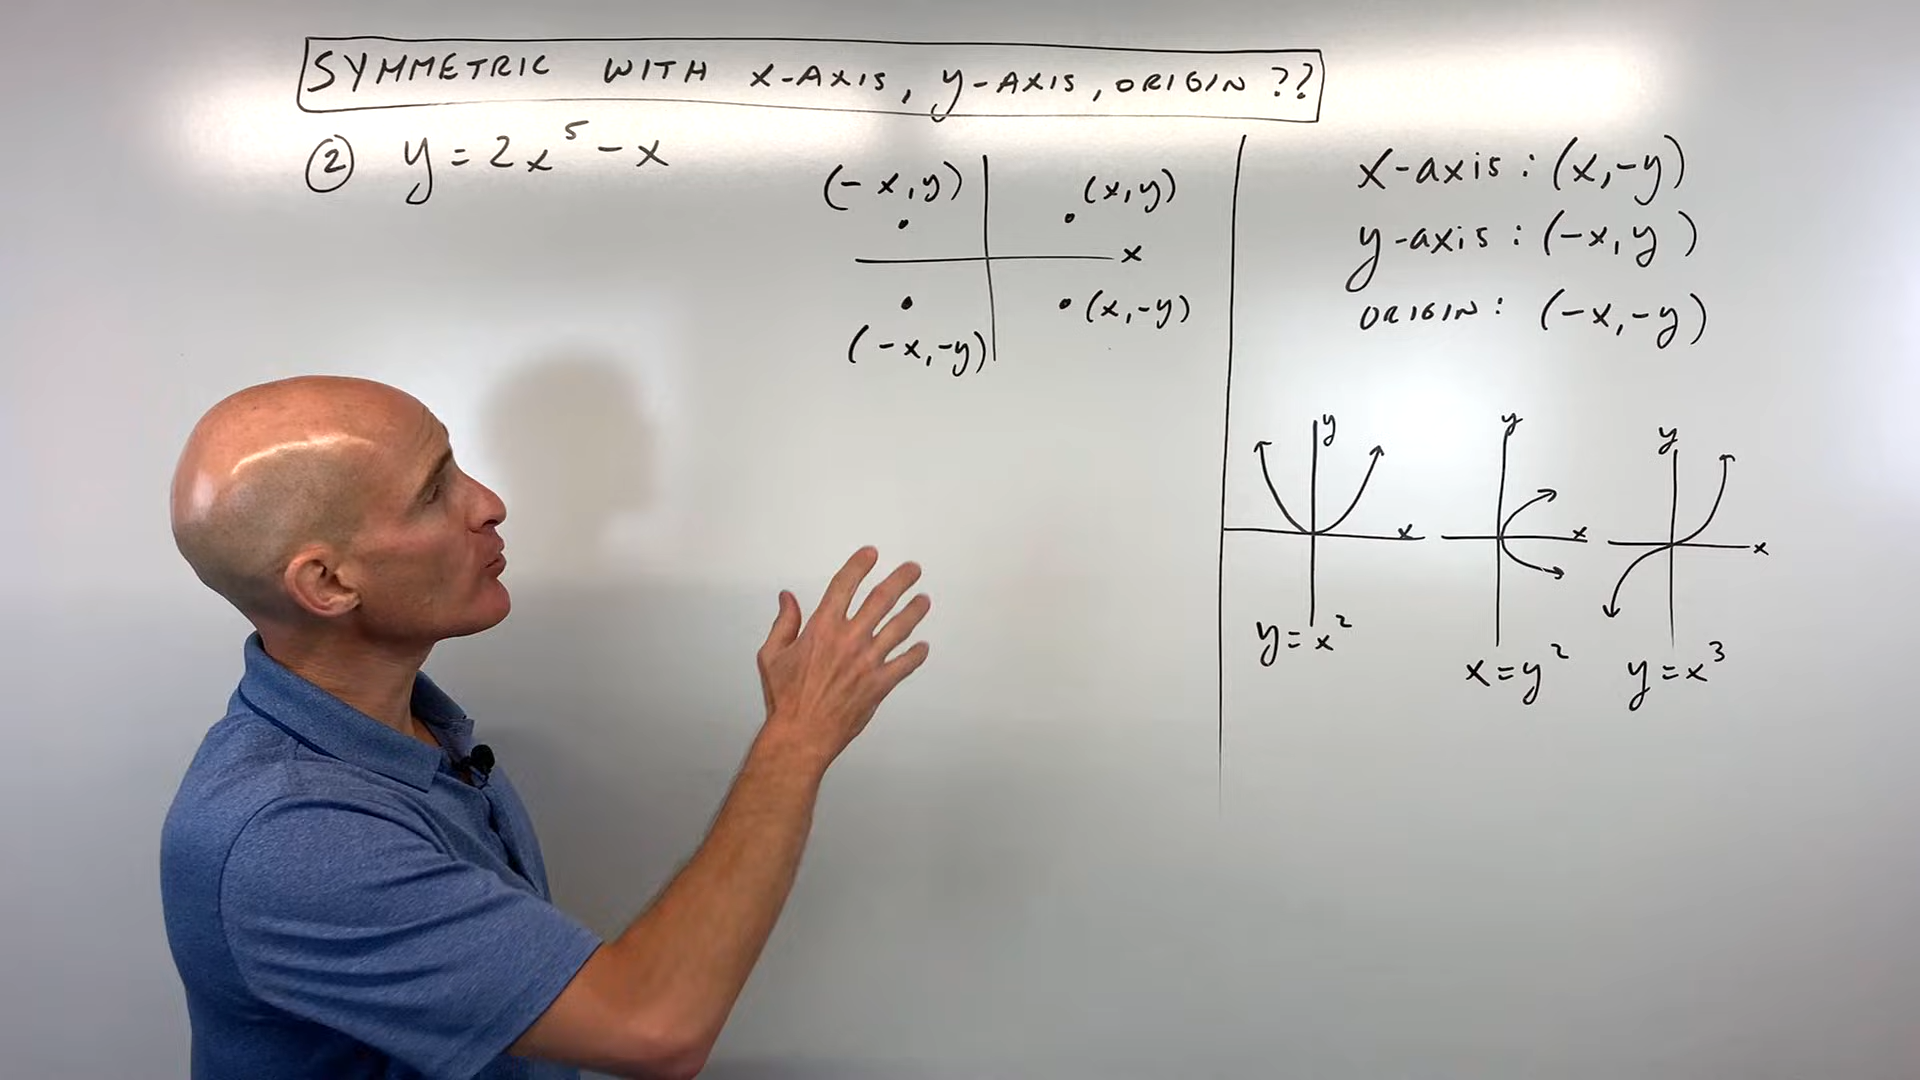 SYMMETRIC WITH X-AXIS, y-AXIS, ORIGIN ??
② y = 2x⁵ - x
(-x, y)
(x, y)
x
(x, -y)
(-x, -y)
x-axis: (x, -y)
y-axis: (-x, y)
ORIGIN: (-x, -y)
y
x
y = x²
y
x
x = y²
y
x
y = x³